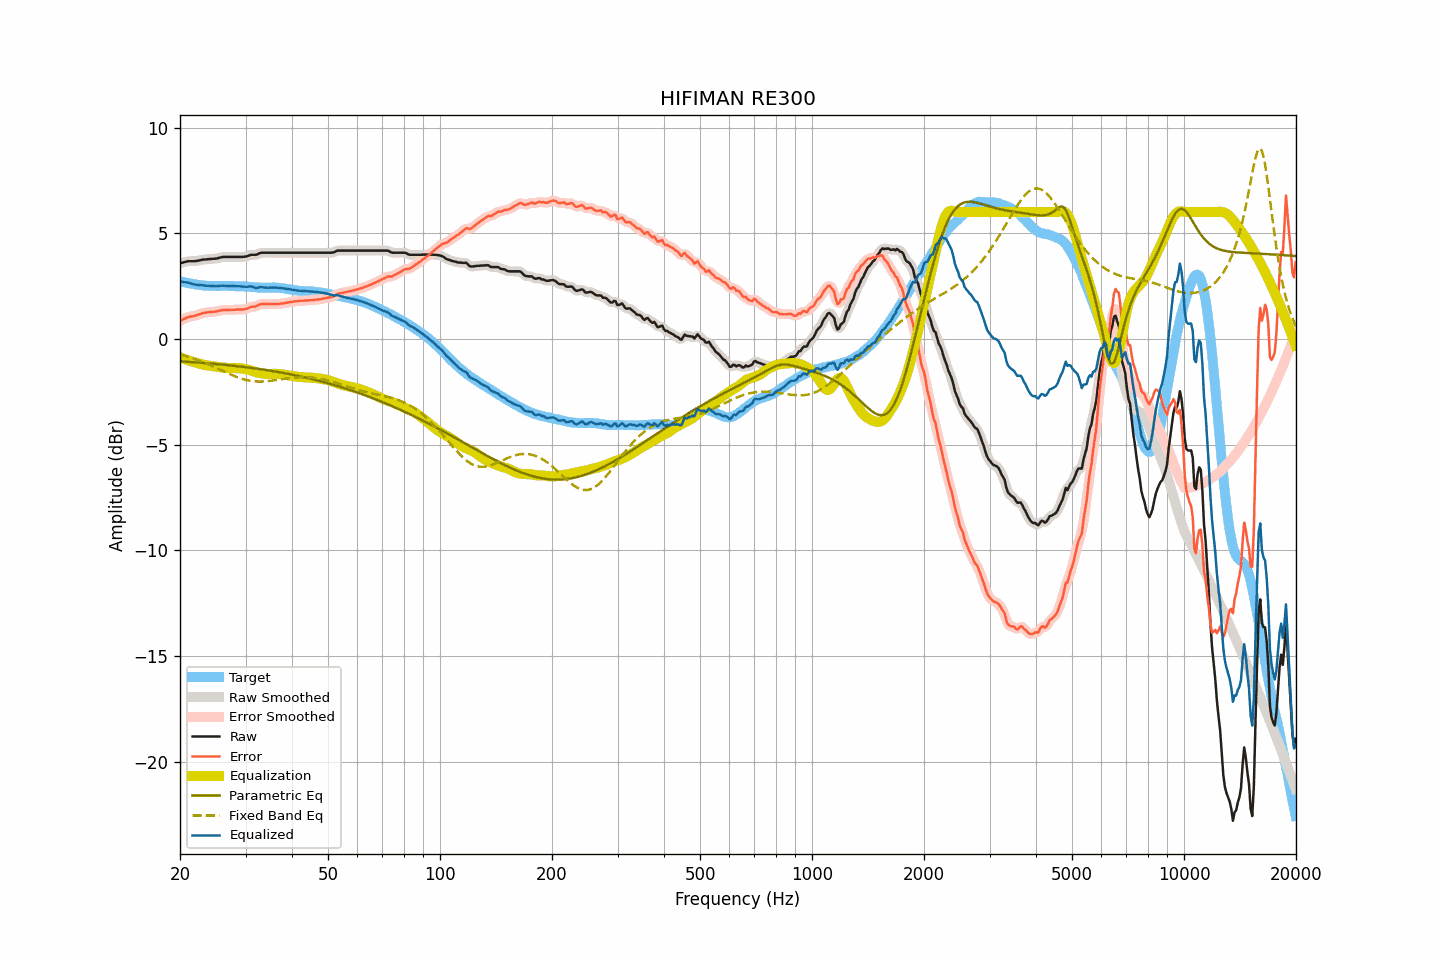 HIFIMAN RE300
Amplitude (dBr)
10
5
0
−5
−10
−15
−20
Target
Raw Smoothed
Error Smoothed
Raw
Error
Equalization
Parametric Eq
Fixed Band Eq
Equalized
20 50 100 200 500 1000 2000 5000 10000 20000
Frequency (Hz)